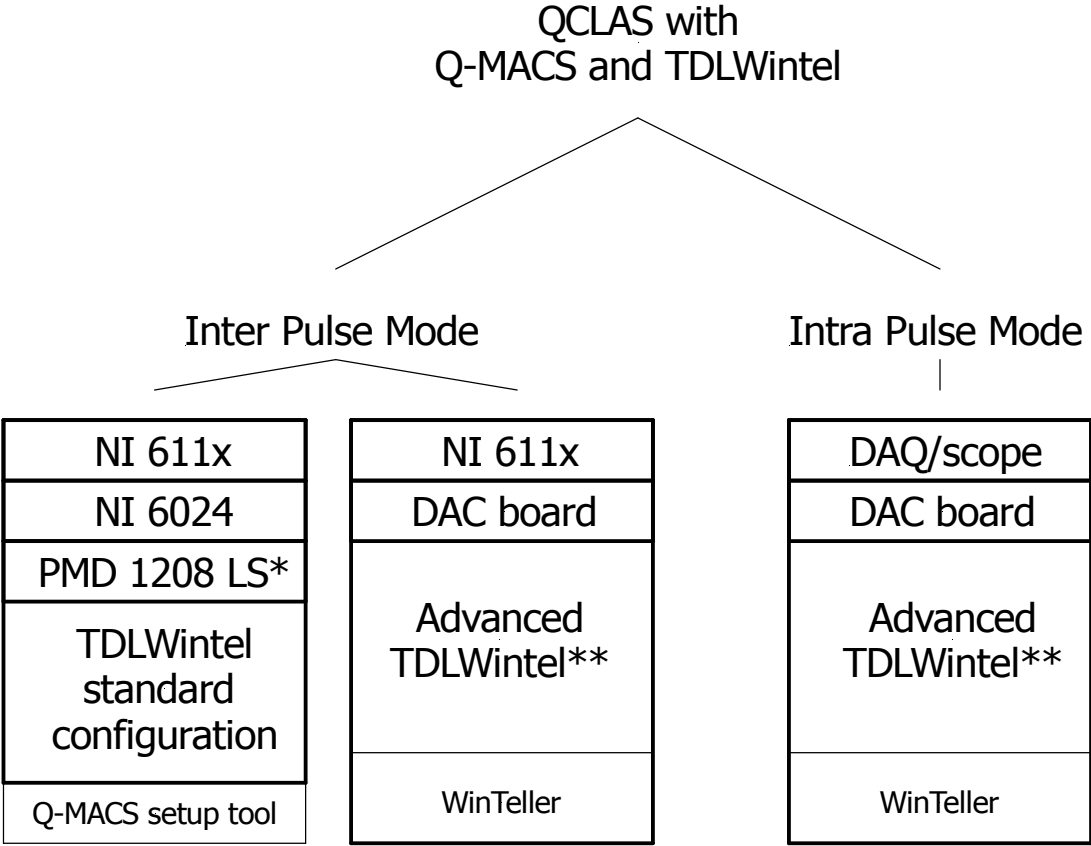 QCLAS with
Q-MACS and TDLWintel
Inter Pulse Mode
Intra Pulse Mode
NI 611x
NI 6024
PMD 1208 LS*
TDLWintel
standard
configuration
Q-MACS setup tool
NI 611x
DAC board
Advanced
TDLWintel**
WinTeller
DAQ/scope
DAC board
Advanced
TDLWintel**
WinTeller